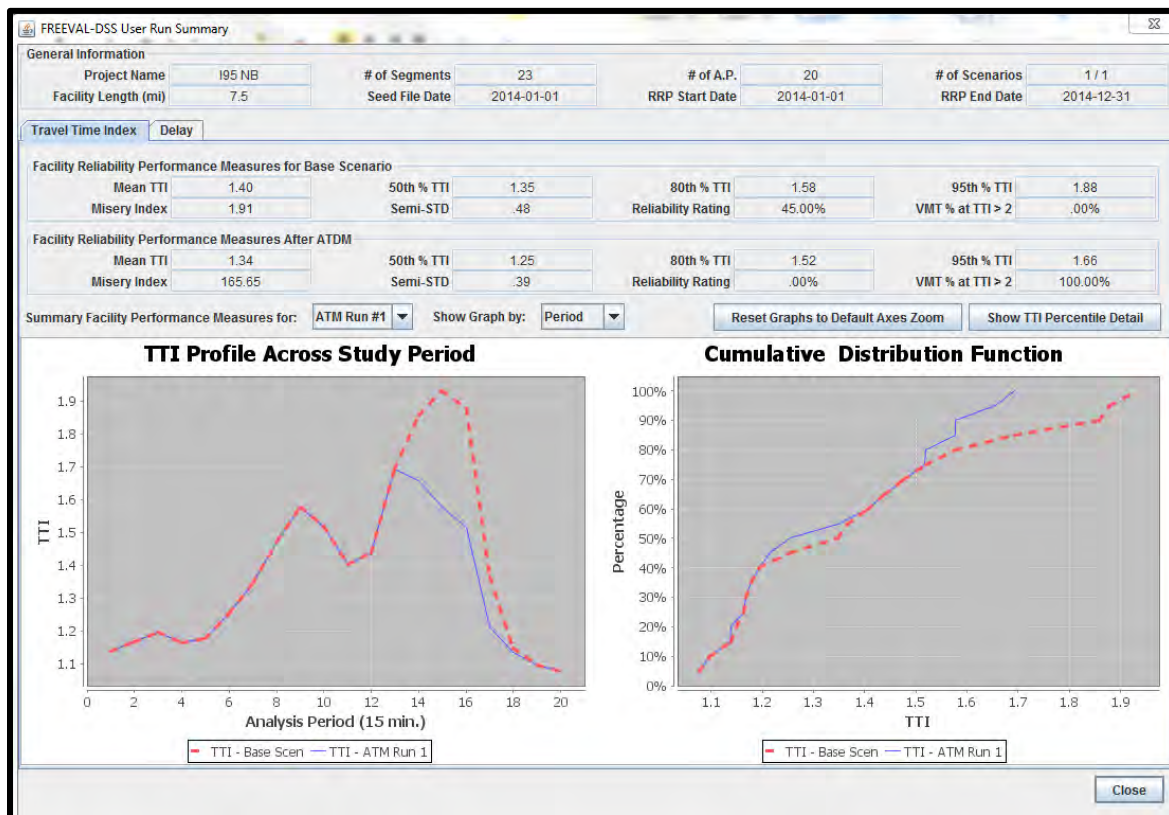 FREEVAL-DSS User Run Summary
General Information
Project Name I95 NB # of Segments 23 # of A.P. 20 # of Scenarios 1 / 1
Facility Length (mi) 7.5 Seed File Date 2014-01-01 RRP Start Date 2014-01-01 RRP End Date 2014-12-31
Travel Time Index Delay
Facility Reliability Performance Measures for Base Scenario
Mean TTI 1.40 50th % TTI 1.35 80th % TTI 1.58 95th % TTI 1.88
Misery Index 1.91 Semi-STD .48 Reliability Rating 45.00% VMT % at TTI > 2 .00%
Facility Reliability Performance Measures After ATDM
Mean TTI 1.34 50th % TTI 1.25 80th % TTI 1.52 95th % TTI 1.66
Misery Index 165.65 Semi-STD .39 Reliability Rating .00% VMT % at TTI > 2 100.00%
Summary Facility Performance Measures for: ATM Run #1 Show Graph by: Period Reset Graphs to Default Axes Zoom Show TTI Percentile Detail
TTI Profile Across Study Period
1.9
1.8
1.7
1.6
1.5
1.4
1.3
1.2
1.1
TTI
0 2 4 6 8 10 12 14 16 18 20
Analysis Period (15 min.)
TTI - Base Scen TTI - ATM Run 1
Cumulative Distribution Function
100%
90%
80%
70%
60%
50%
40%
30%
20%
10%
0%
Percentage
1.1 1.2 1.3 1.4 1.5 1.6 1.7 1.8 1.9
TTI
TTI - Base Scen TTI - ATM Run 1
Close